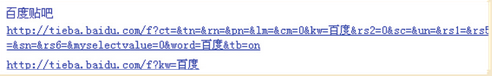 百度贴吧
http://tieba.baidu.com/f?ct=&tn=&rn=&pn=&lm=&cm=0&kw=百度&rs2=0&sc=&un=&rs1=&rs5
=&sn=&rs6=&myselectvalue=0&word=百度&tb=on
http://tieba.baidu.com/f?kw=百度